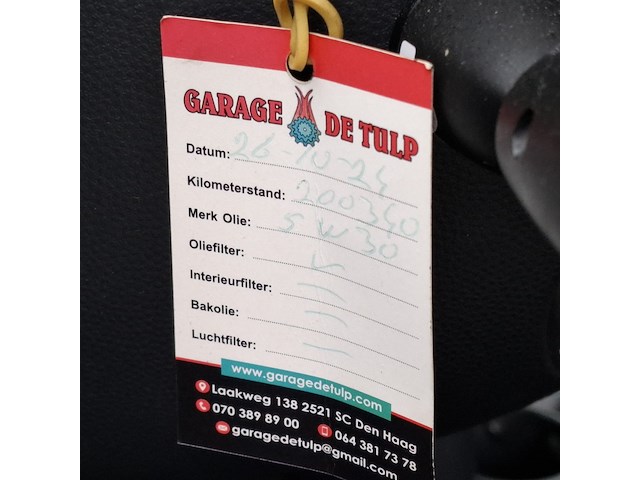 GARAGE DE TULP
Datum: 26-10-24
Kilometerstand: 200340
Merk Olie: 5W30
Oliefilter: ✓
Interieurfilter: —
Bakolie: —
Luchtfilter: —
www.garagedetulp.com
Laakweg 138 2521 SC Den Haag
070 389 89 00 064 381 73 78
garagedetulp@gmail.com